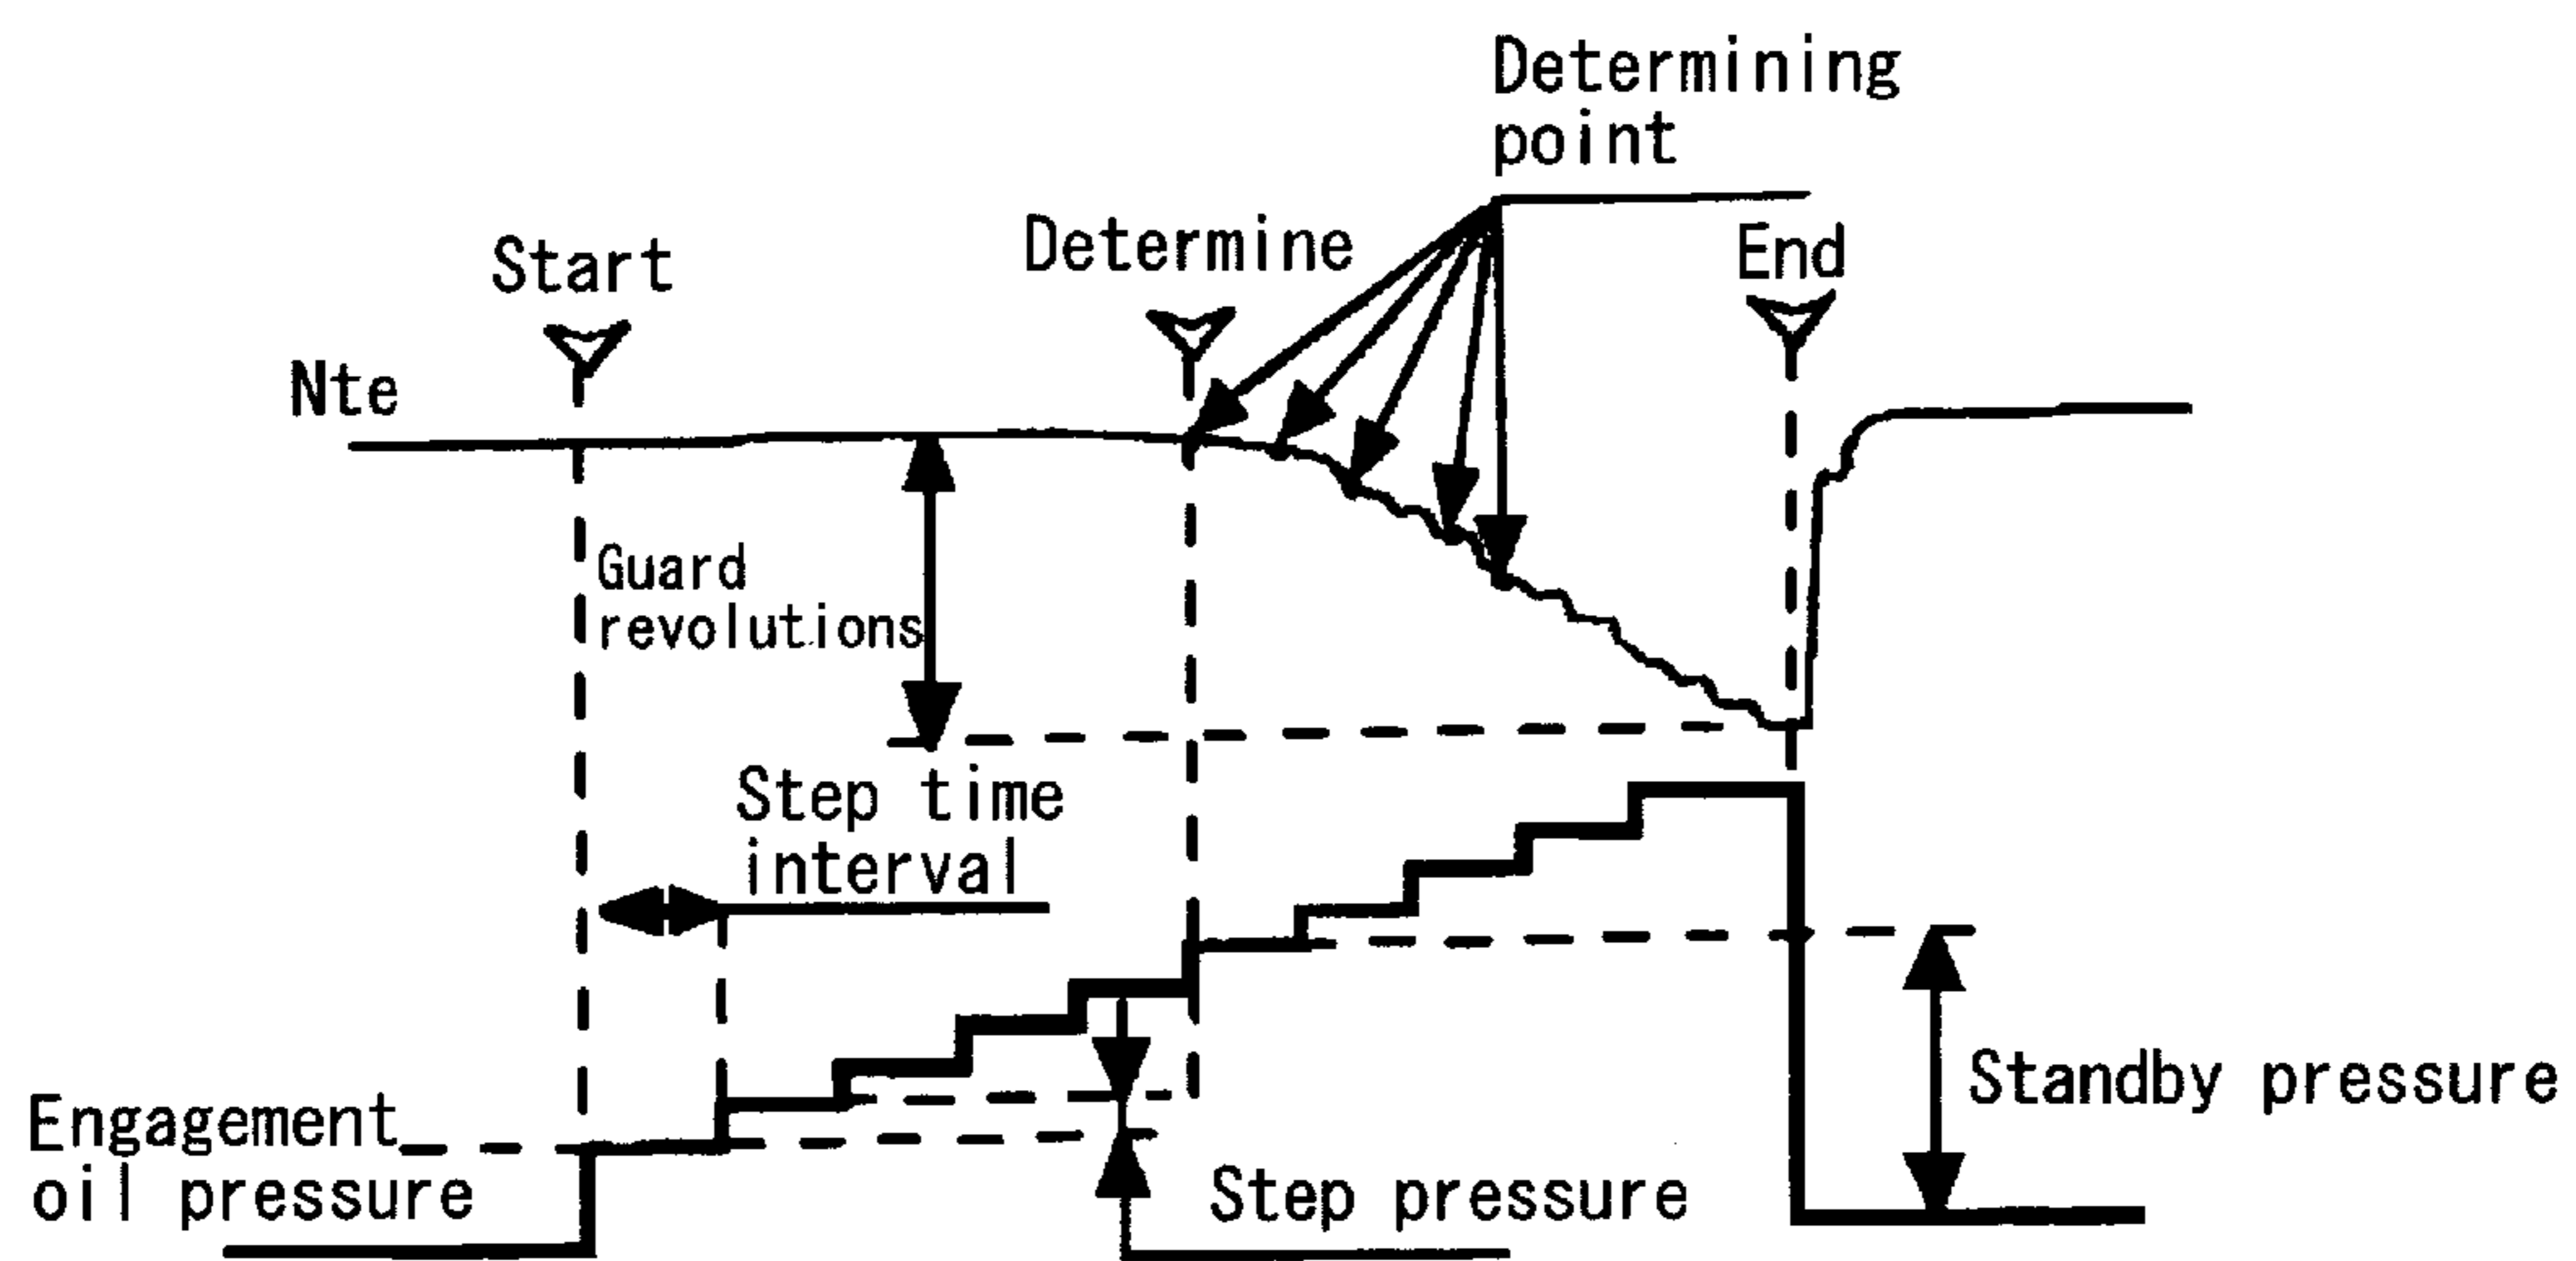 Determining
point
Start
Determine
End
Nte
Guard
revolutions
Step time
interval
Engagement
oil pressure
Step pressure
Standby pressure